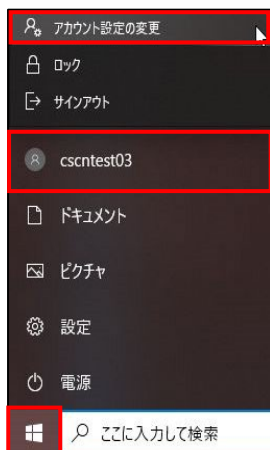 アカウント設定の変更
ロック
サインアウト
cscntest03
ドキュメント
ピクチャ
設定
電源
ここに入力して検索